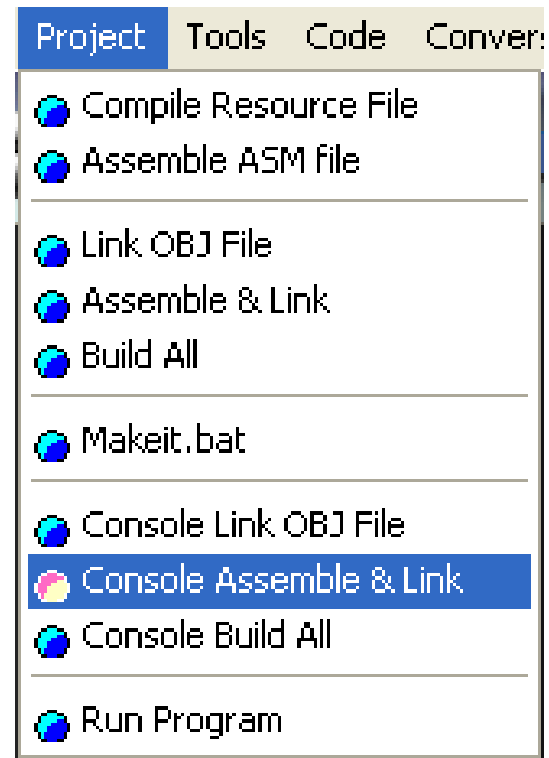 Project Tools Code Convers
Compile Resource File
Assemble ASM file
Link OBJ File
Assemble & Link
Build All
Makeit.bat
Console Link OBJ File
Console Assemble & Link
Console Build All
Run Program